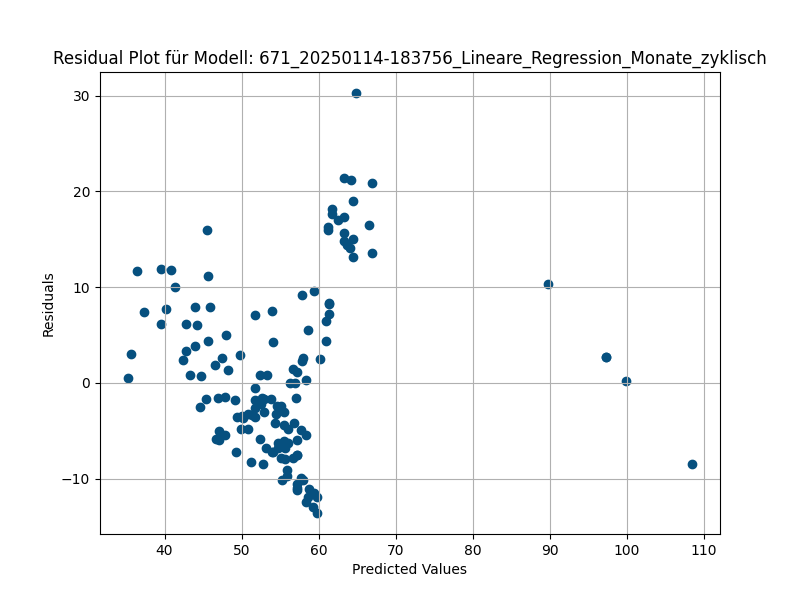 Residual Plot für Modell: 671_20250114-183756_Lineare_Regression_Monate_zyklisch
30
20
10
0
−10
Residuals
40 50 60 70 80 90 100 110
Predicted Values